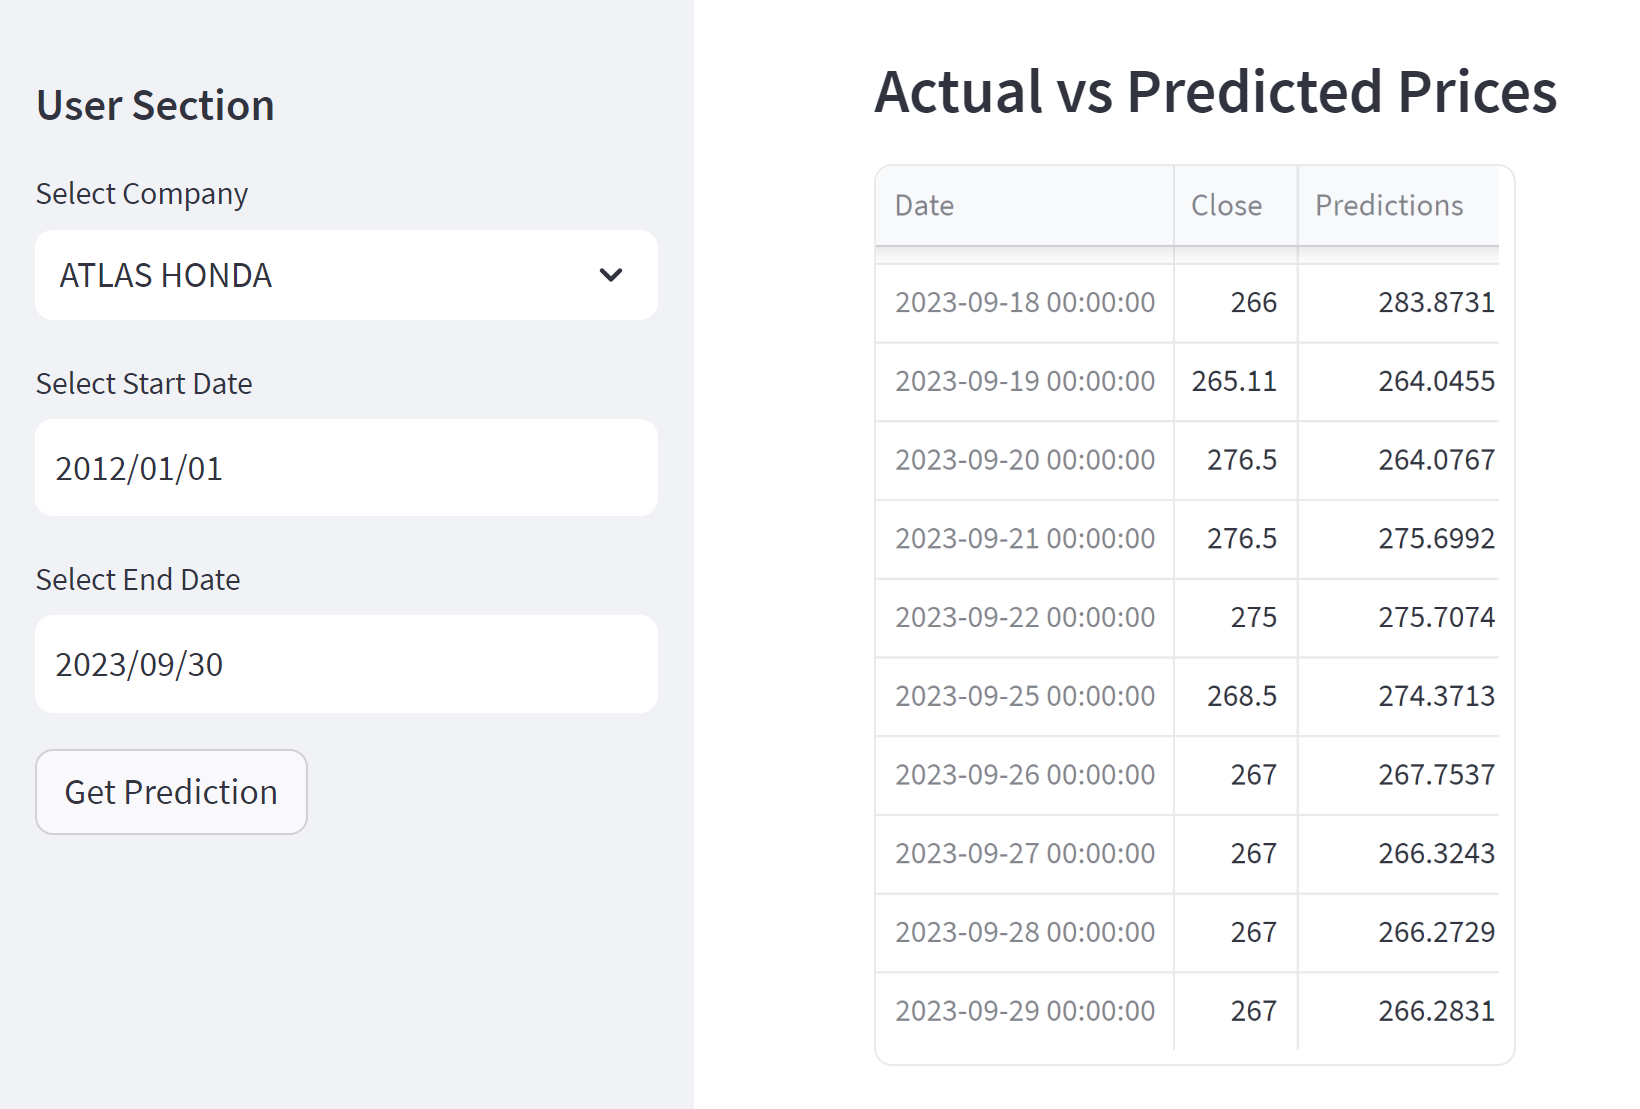 User Section
Select Company
ATLAS HONDA
Select Start Date
2012/01/01
Select End Date
2023/09/30
Get Prediction
Actual vs Predicted Prices
Date Close Predictions
2023-09-18 00:00:00 266 283.8731
2023-09-19 00:00:00 265.11 264.0455
2023-09-20 00:00:00 276.5 264.0767
2023-09-21 00:00:00 276.5 275.6992
2023-09-22 00:00:00 275 275.7074
2023-09-25 00:00:00 268.5 274.3713
2023-09-26 00:00:00 267 267.7537
2023-09-27 00:00:00 267 266.3243
2023-09-28 00:00:00 267 266.2729
2023-09-29 00:00:00 267 266.2831